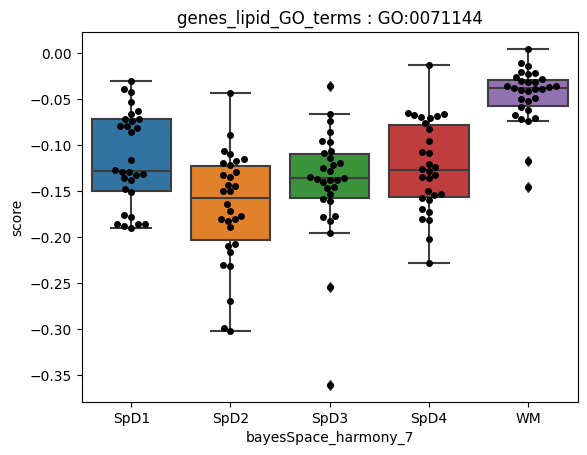 genes_lipid_GO_terms : GO:0071144
0.00
−0.05
−0.10
−0.15
−0.20
−0.25
−0.30
−0.35
score
SpD1 SpD2 SpD3 SpD4 WM
bayesSpace_harmony_7